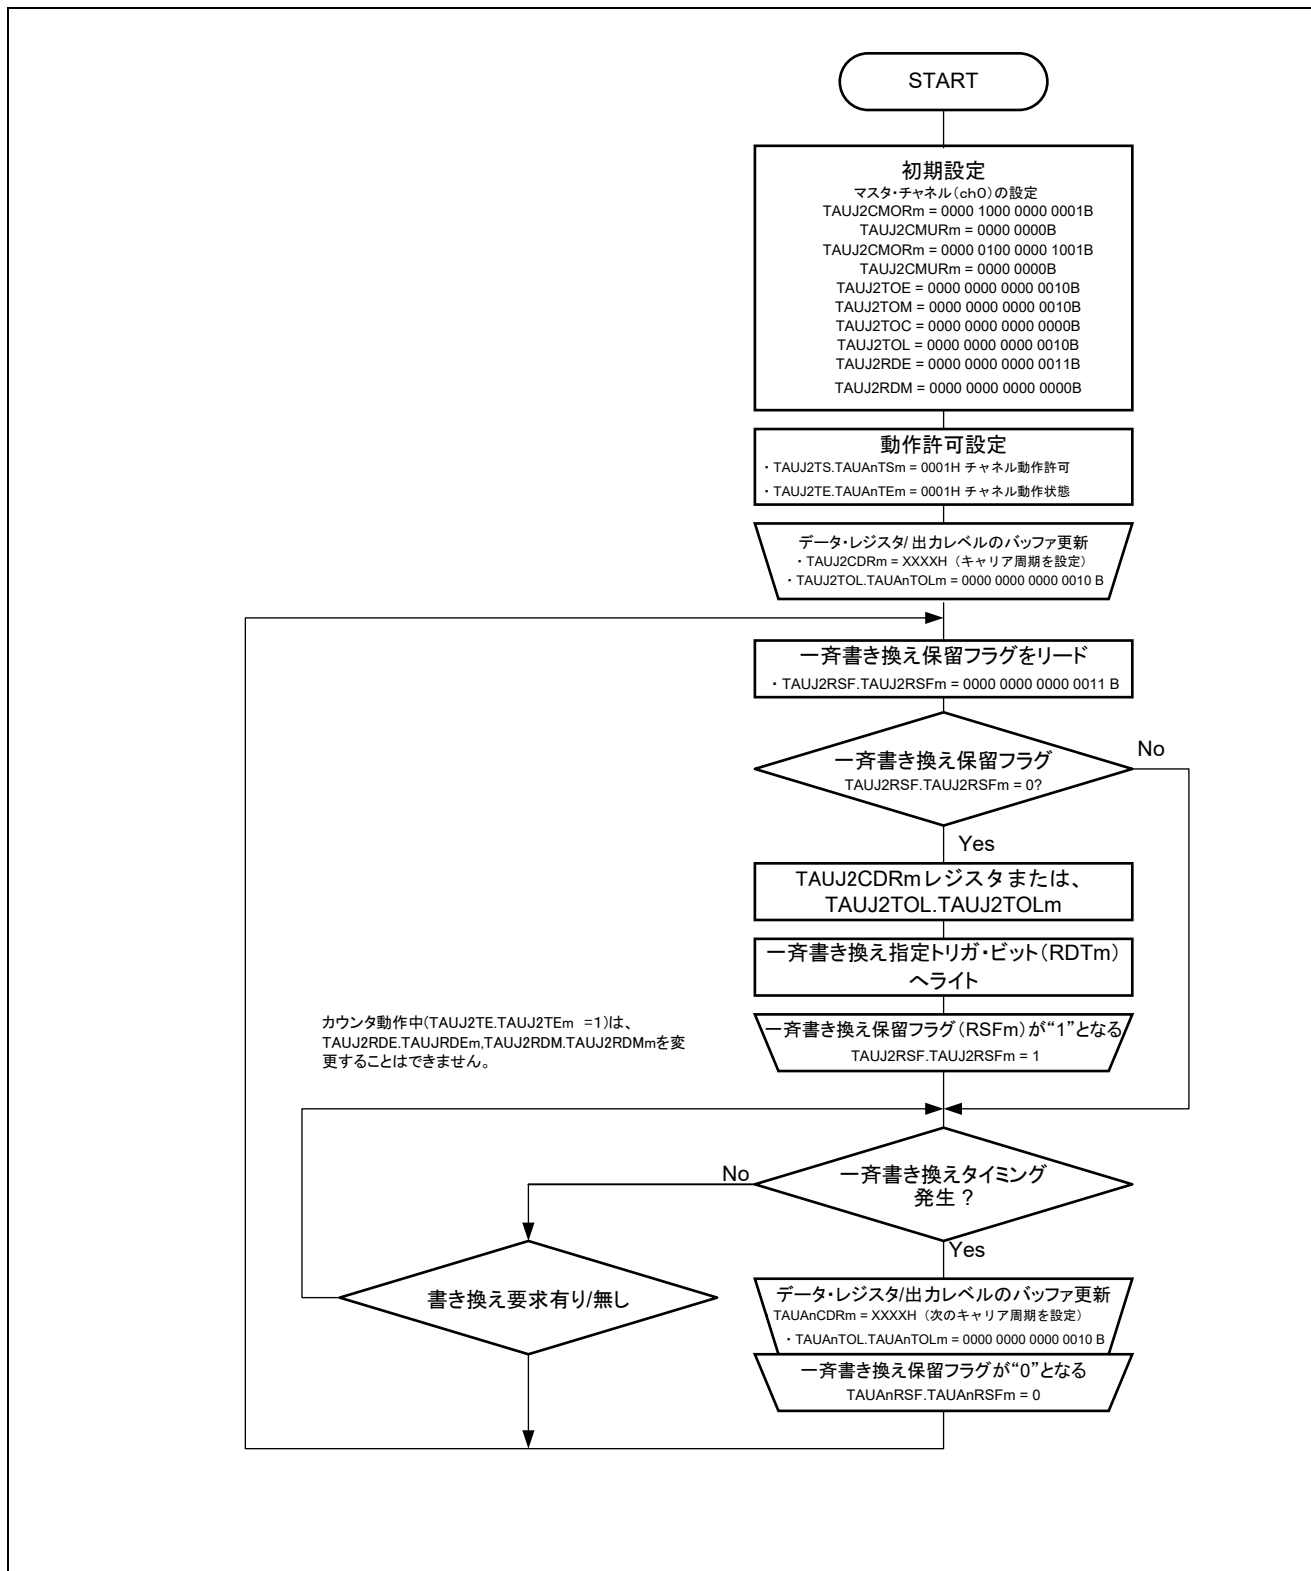 START
初期設定
マスタ・チャネル(ch0)の設定
TAUJ2CMORm = 0000 1000 0000 0001B
TAUJ2CMURm = 0000 0000B
TAUJ2CMORm = 0000 0100 0000 1001B
TAUJ2CMURm = 0000 0000B
TAUJ2TOE = 0000 0000 0000 0010B
TAUJ2TOM = 0000 0000 0000 0010B
TAUJ2TOC = 0000 0000 0000 0000B
TAUJ2TOL = 0000 0000 0000 0010B
TAUJ2RDE = 0000 0000 0000 0011B
TAUJ2RDM = 0000 0000 0000 0000B
動作許可設定
・TAUJ2TS.TAUAnTSm = 0001H チャネル動作許可
・TAUJ2TE.TAUAnTEm = 0001H チャネル動作状態
データ・レジスタ/出力レベルのバッファ更新
・TAUJ2CDRm = XXXXH (キャリア周期を設定)
・TAUJ2TOL.TAUAnTOLm = 0000 0000 0000 0010 B
一斉書き換え保留フラグをリード
・TAUJ2RSF.TAUJ2RSFm = 0000 0000 0000 0011 B
一斉書き換え保留フラグ
TAUJ2RSF.TAUJ2RSFm = 0?
No
Yes
TAUJ2CDRmレジスタまたは、
TAUJ2TOL.TAUJ2TOLm
一斉書き換え指定トリガ・ビット(RDTm)
へライト
一斉書き換え保留フラグ(RSFm)が“1”となる
TAUJ2RSF.TAUJ2RSFm = 1
カウンタ動作中(TAUJ2TE.TAUJ2TEm =1)は、
TAUJ2RDE.TAUJRDEm,TAUJ2RDM.TAUJ2RDMmを変
更することはできません。
一斉書き換えタイミング
発生?
No
Yes
書き換え要求有り/無し
データ・レジスタ/出力レベルのバッファ更新
TAUAnCDRm = XXXXH (次のキャリア周期を設定)
・TAUAnTOL.TAUAnTOLm = 0000 0000 0000 0010 B
一斉書き換え保留フラグが“0”となる
TAUAnRSF.TAUAnRSFm = 0